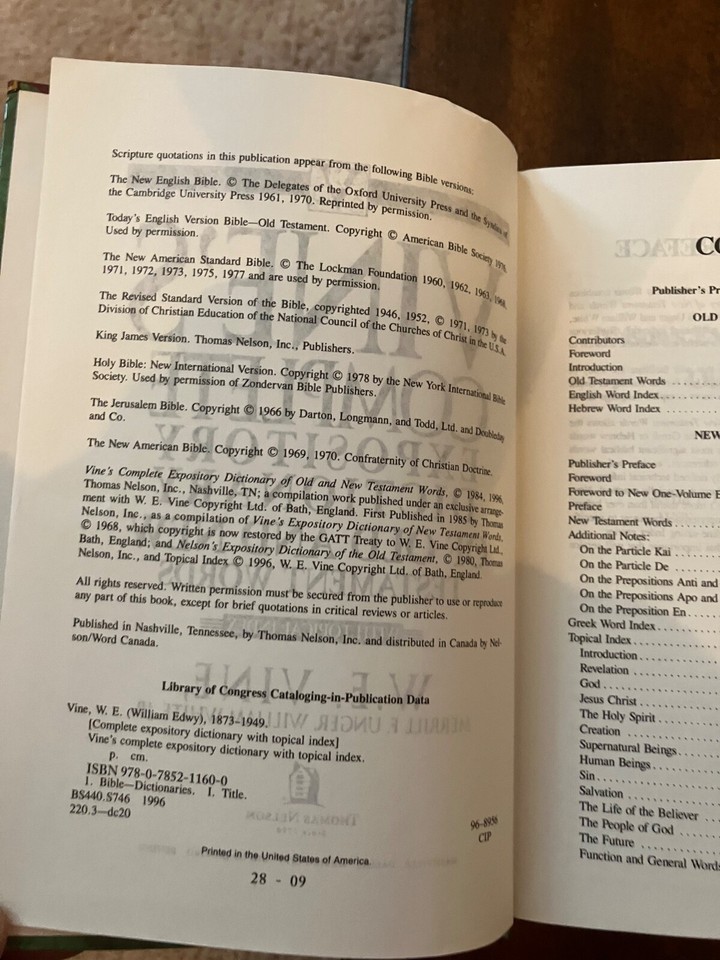 Scripture quotations in this publication appear from the following Bible versions:
The New English Bible. © The Delegates of the Oxford University Press and the Syndics of
the Cambridge University Press 1961, 1970. Reprinted by permission.
Today's English Version Bible—Old Testament. Copyright © American Bible Society 1976.
Used by permission.
The New American Standard Bible. © The Lockman Foundation 1960, 1962, 1963, 1968,
1971, 1972, 1973, 1975, 1977 and are used by permission.
The Revised Standard Version of the Bible, copyrighted 1946, 1952, © 1971, 1973 by the
Division of Christian Education of the National Council of the Churches of Christ in the U.S.A.
King James Version. Thomas Nelson, Inc., Publishers.
Holy Bible: New International Version. Copyright © 1978 by the New York International Bible
Society. Used by permission of Zondervan Bible Publishers.
The Jerusalem Bible. Copyright © 1966 by Darton, Longmann, and Todd, Ltd. and Doubleday
and Co.
The New American Bible. Copyright © 1969, 1970. Confraternity of Christian Doctrine.
Vine's Complete Expository Dictionary of Old and New Testament Words, © 1984, 1996,
Thomas Nelson, Inc., Nashville, TN; a compilation work published under an exclusive arrange-
ment with W. E. Vine Copyright Ltd. of Bath, England. First Published in 1985 by Thomas
Nelson, Inc., as a compilation of Vine's Expository Dictionary of New Testament Words,
© 1968, which copyright is now restored by the GATT Treaty to W. E. Vine Copyright Ltd.,
Bath, England; and Nelson's Expository Dictionary of the Old Testament, © 1980, Thomas
Nelson, Inc., and Topical Index © 1996, W. E. Vine Copyright Ltd. of Bath, England.
All rights reserved. Written permission must be secured from the publisher to use or reproduce
any part of this book, except for brief quotations in critical reviews or articles.
Published in Nashville, Tennessee, by Thomas Nelson, Inc. and distributed in Canada by Nel-
son/Word Canada.
Library of Congress Cataloging-in-Publication Data
Vine, W. E. (William Edwy), 1873–1949.
[Complete expository dictionary with topical index]
Vine's complete expository dictionary with topical index.
p. cm.
ISBN 978-0-7852-1160-0
1. Bible—Dictionaries. I. Title.
BS440.S746 1996
220.3—dc20
96-8956
CIP
Printed in the United States of America.
28 - 09
CO
Publisher's Pr
OLD
Contributors
Foreword
Introduction
Old Testament Words ........
English Word Index..........
Hebrew Word Index ........
NEW
Publisher's Preface
Foreword
Foreword to New One-Volume E
Preface
New Testament Words ........
Additional Notes:
On the Particle Kai ........
On the Particle De ........
On the Prepositions Anti and
On the Prepositions Apo and
On the Preposition En ........
Greek Word Index ........
Topical Index ........
Introduction ........
Revelation ........
God ........
Jesus Christ ........
The Holy Spirit ........
Creation ........
Supernatural Beings ........
Human Beings ........
Sin ........
Salvation ........
The Life of the Believer ........
The People of God ........
The Future ........
Function and General Words